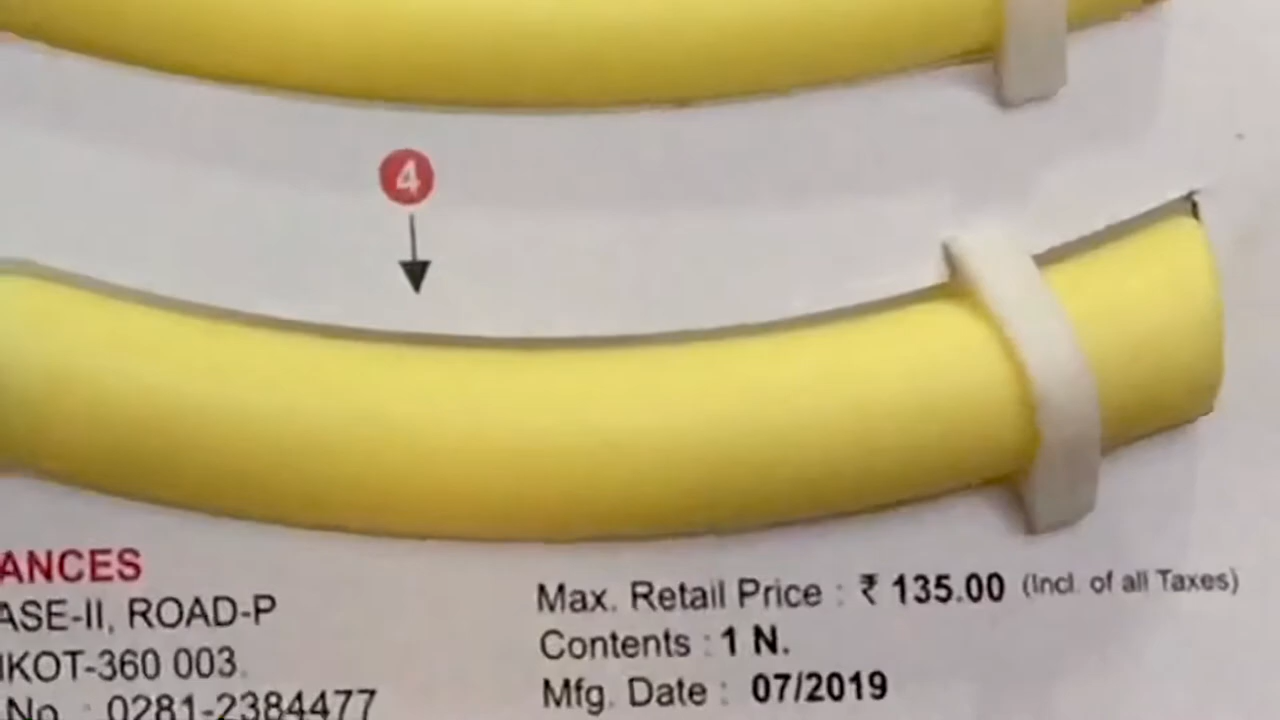 4
ANCES
ASE-II, ROAD-P
KOT-360 003.
No. : 0281-2384477
Max. Retail Price : ₹ 135.00 (Incl. of all Taxes)
Contents : 1 N.
Mfg. Date : 07/2019